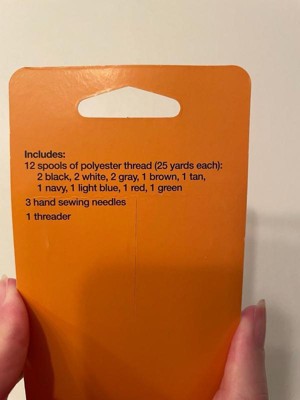 Includes:
12 spools of polyester thread (25 yards each):
2 black, 2 white, 2 gray, 1 brown, 1 tan,
1 navy, 1 light blue, 1 red, 1 green
3 hand sewing needles
1 threader